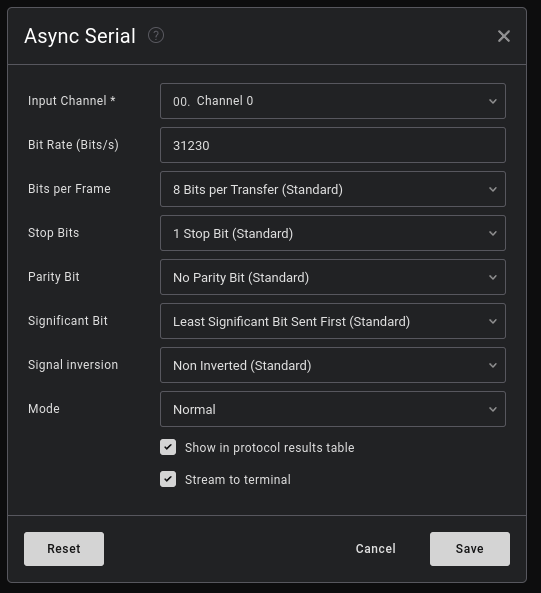 Async Serial ?
Input Channel * 00. Channel 0
Bit Rate (Bits/s) 31230
Bits per Frame 8 Bits per Transfer (Standard)
Stop Bits 1 Stop Bit (Standard)
Parity Bit No Parity Bit (Standard)
Significant Bit Least Significant Bit Sent First (Standard)
Signal inversion Non Inverted (Standard)
Mode Normal
Show in protocol results table
Stream to terminal
Reset Cancel Save